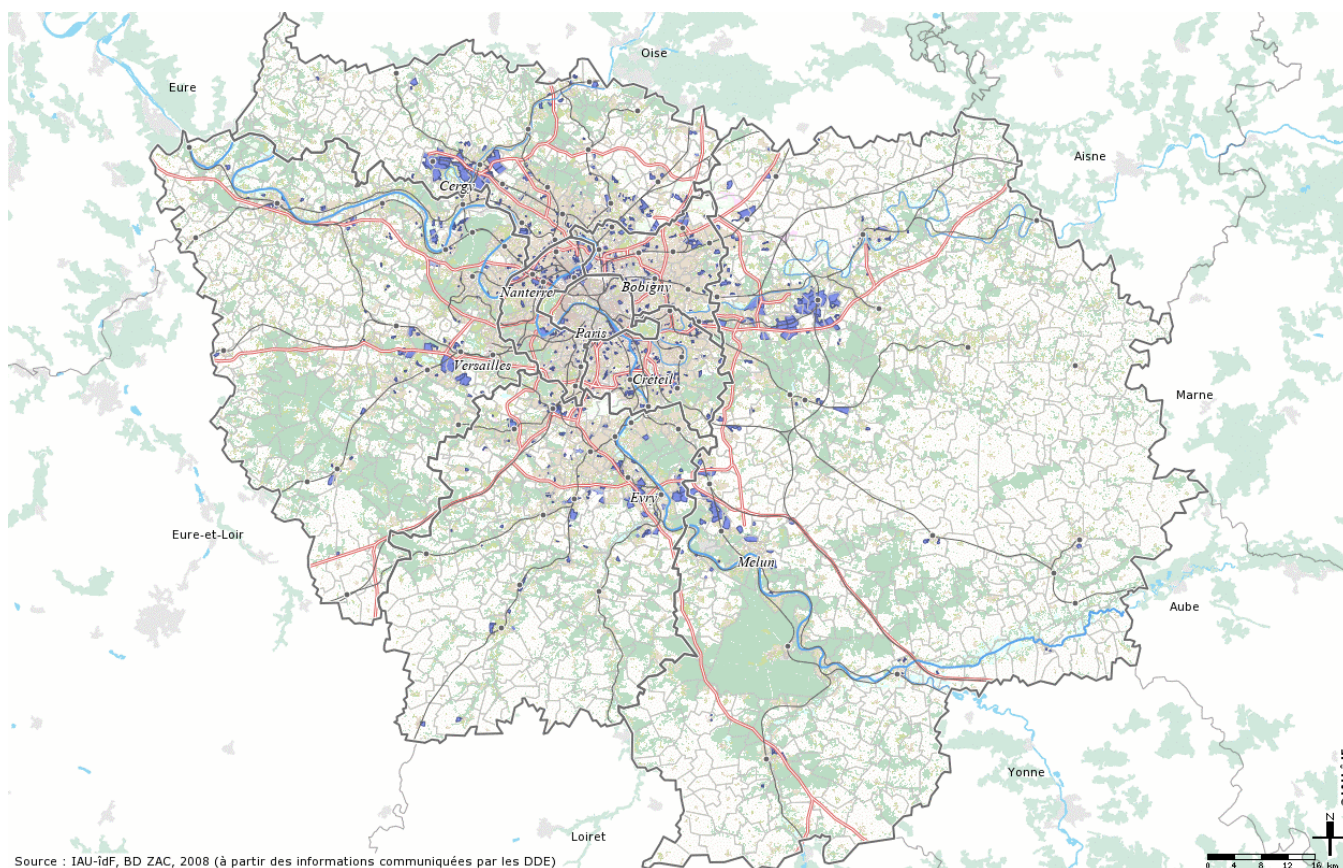 Oise
Eure
Aisne
Cergy
Nanterre
Bobigny
Paris
Versailles
Créteil
Marne
Evry
Eure-et-Loir
Melun
Aube
Yonne
Loiret
N
0 4 8 12 16 km
Source : IAU-îdF, BD ZAC, 2008 (à partir des informations communiquées par les DDE)